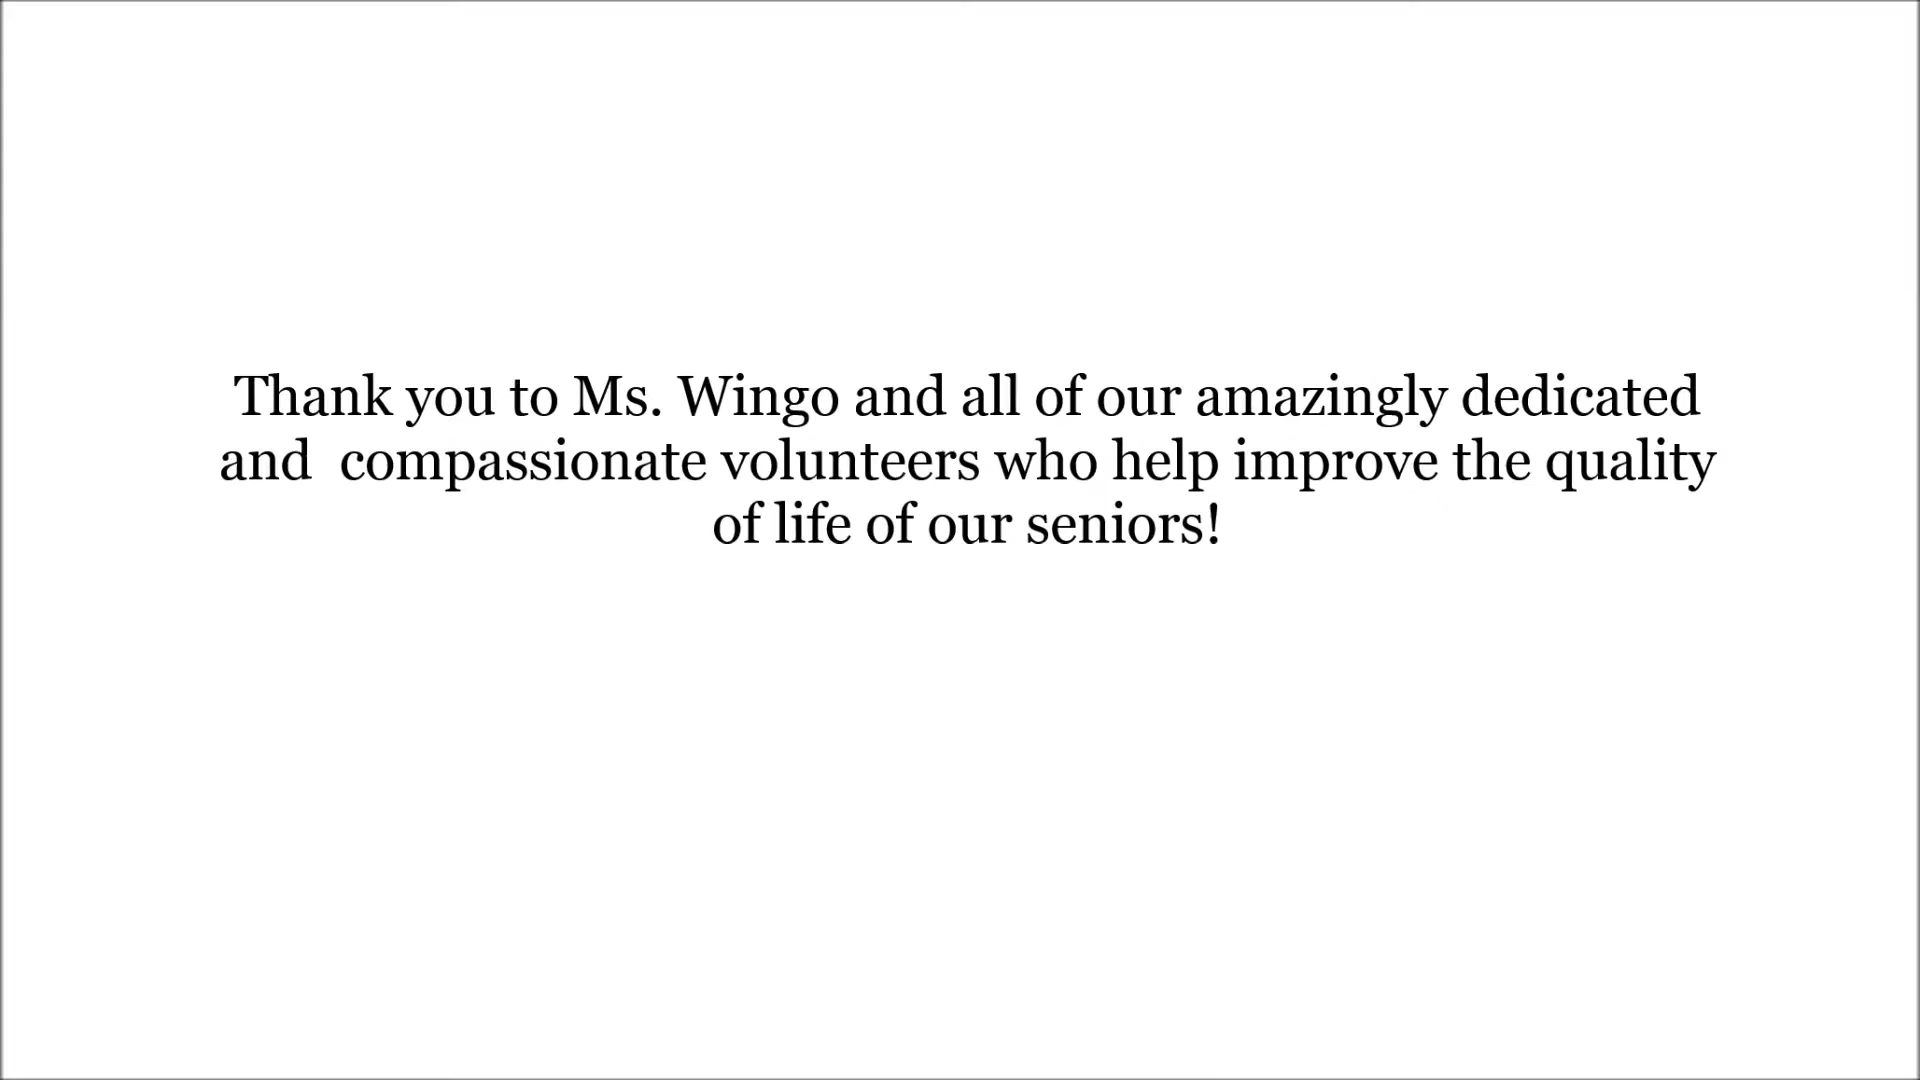 Thank you to Ms. Wingo and all of our amazingly dedicated
and  compassionate volunteers who help improve the quality
of life of our seniors!